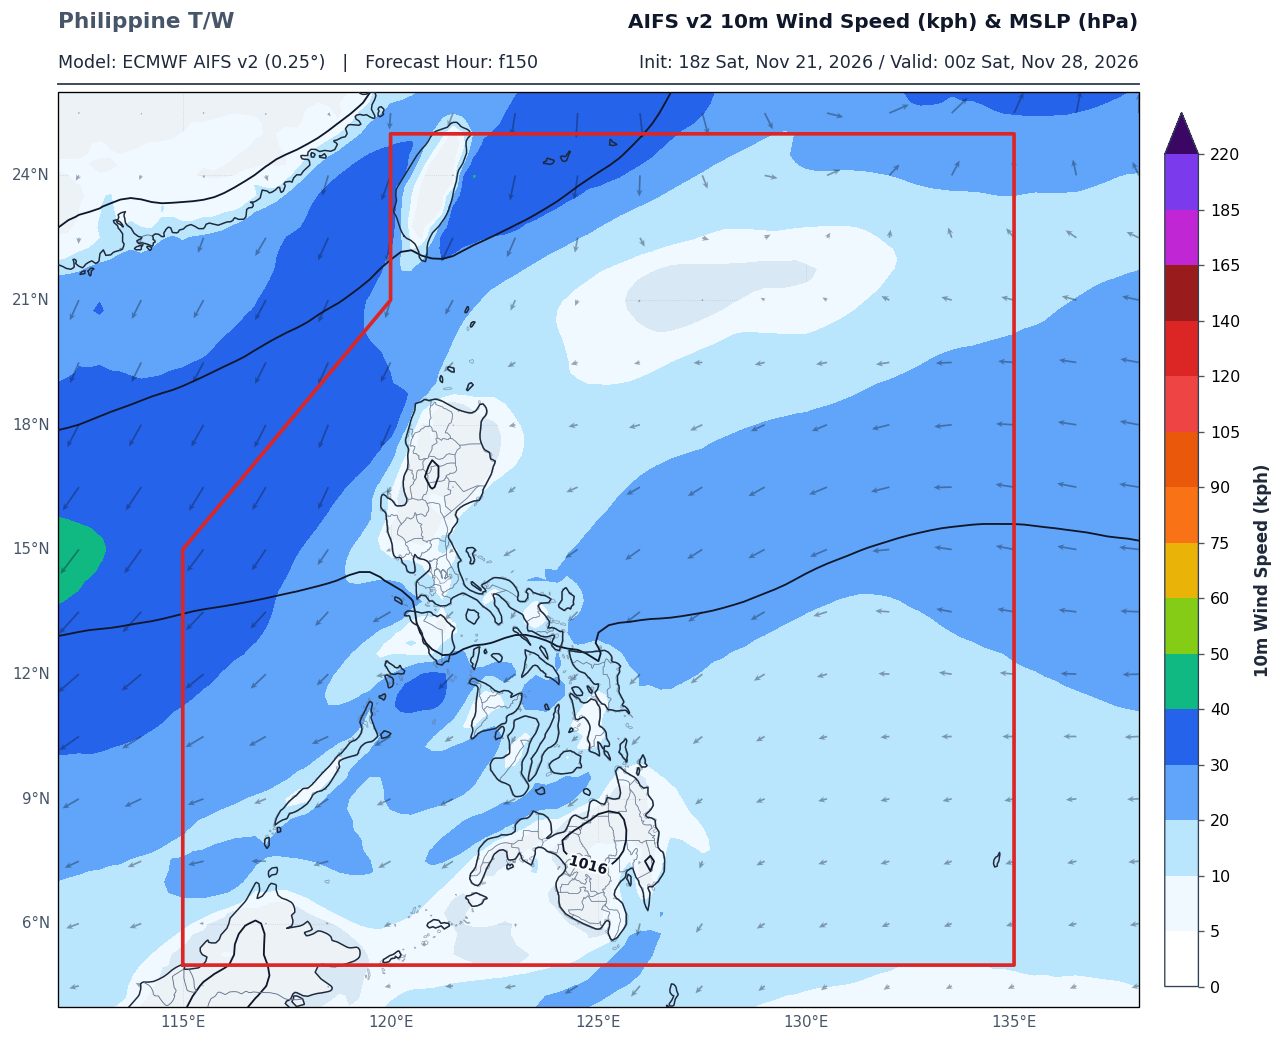 Philippine T/W
AIFS v2 10m Wind Speed (kph) & MSLP (hPa)
Model: ECMWF AIFS v2 (0.25°) | Forecast Hour: f150
Init: 18z Sat, Nov 21, 2026 / Valid: 00z Sat, Nov 28, 2026
24°N
21°N
18°N
15°N
12°N
9°N
6°N
115°E
120°E
125°E
130°E
135°E
1016
220
185
165
140
120
105
90
75
60
50
40
30
20
10
5
0
10m Wind Speed (kph)